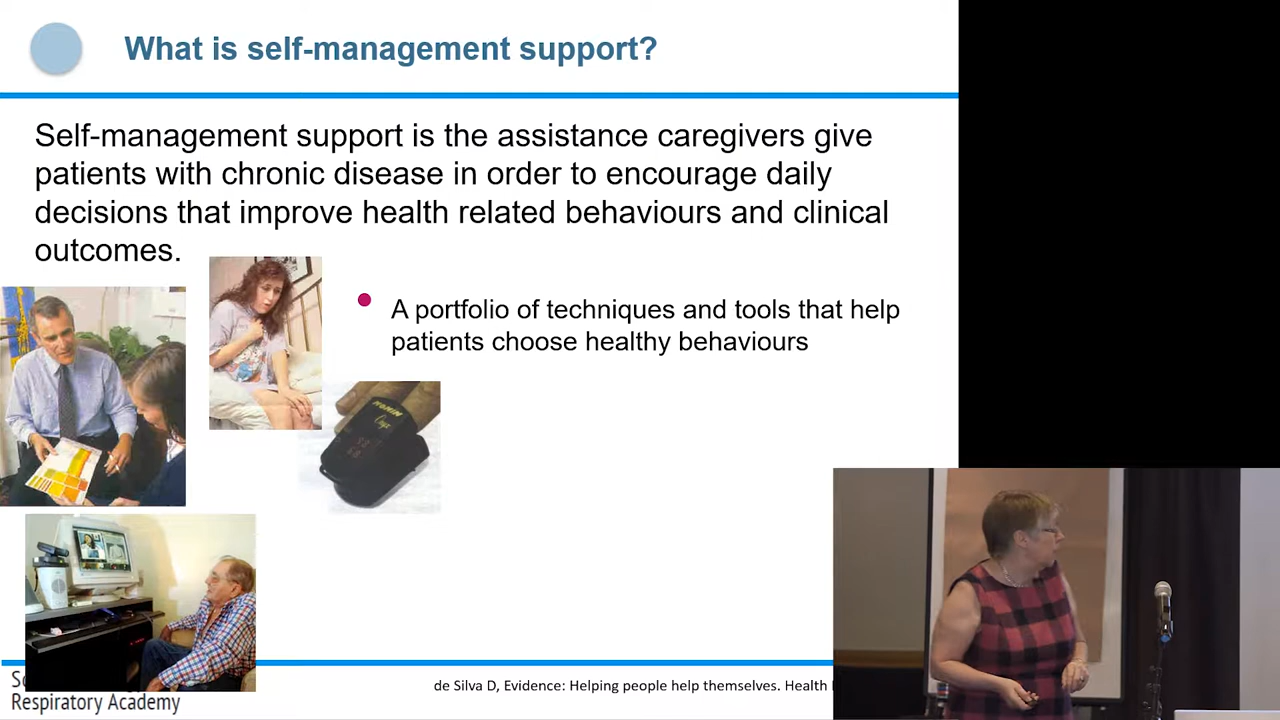 What is self-management support?
Self-management support is the assistance caregivers give
patients with chronic disease in order to encourage daily
decisions that improve health related behaviours and clinical
outcomes.
A portfolio of techniques and tools that help
patients choose healthy behaviours
NONIN
Onyx
Respiratory Academy
de Silva D, Evidence: Helping people help themselves. Health